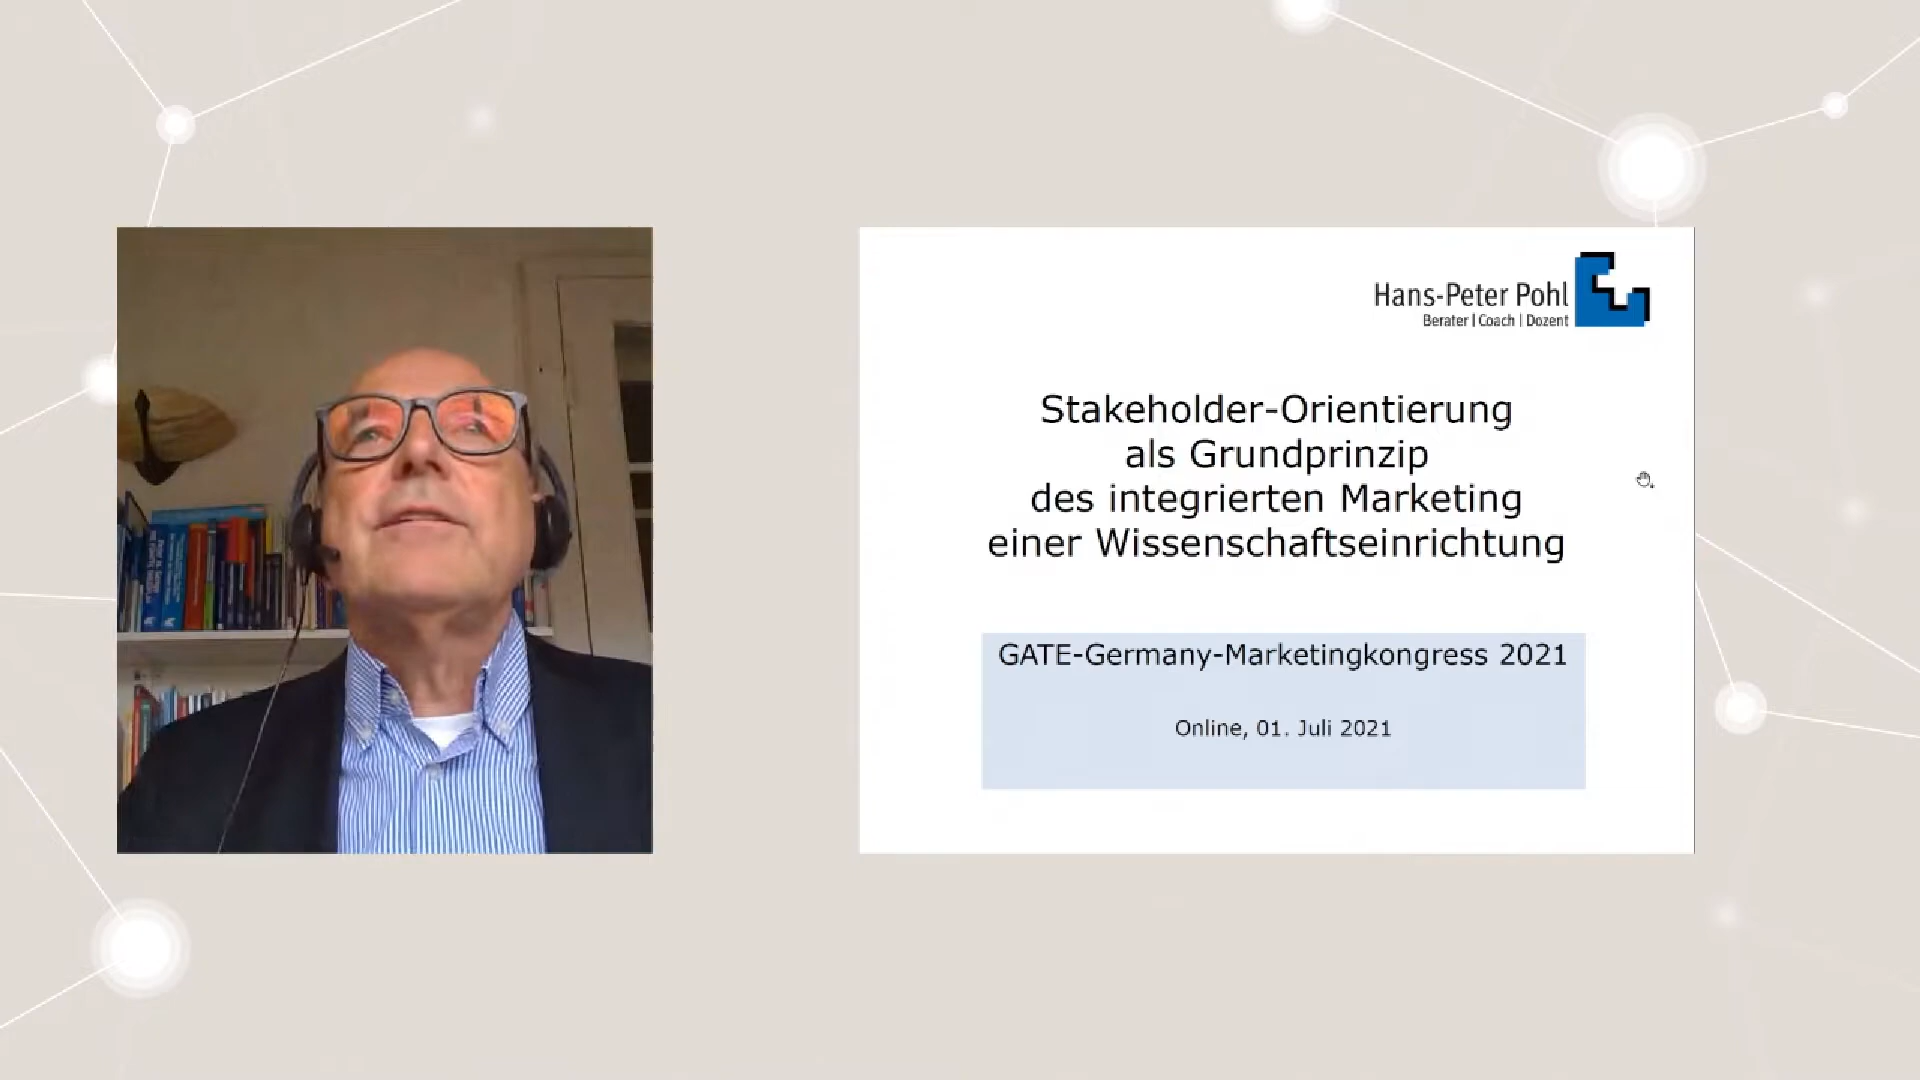 Hans-Peter Pohl
Berater | Coach | Dozent
Stakeholder-Orientierung
als Grundprinzip
des integrierten Marketing
einer Wissenschaftseinrichtung
GATE-Germany-Marketingkongress 2021
Online, 01. Juli 2021